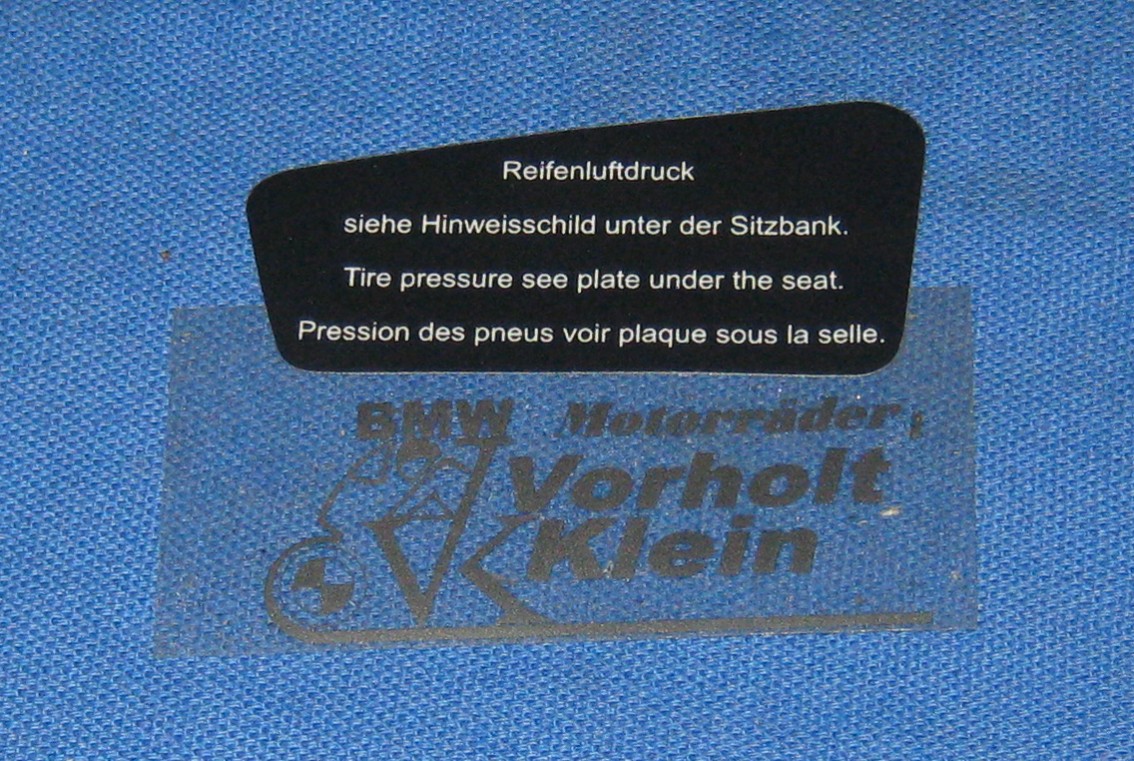 Reifenluftdruck
siehe Hinweisschild unter der Sitzbank.
Tire pressure see plate under the seat.
Pression des pneus voir plaque sous la selle.
BMW Motorräder
Vorholt
VK Klein